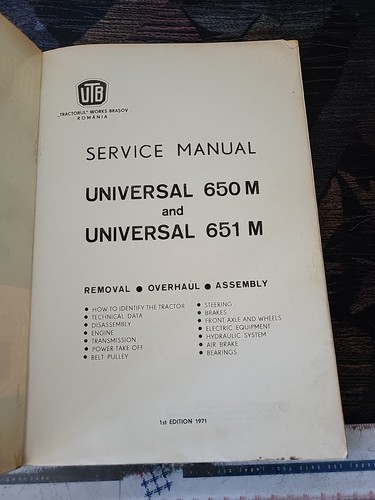 UTB
„TRACTORUL” WORKS BRAŞOV
ROMÂNIA
SERVICE MANUAL
UNIVERSAL 650 M
and
UNIVERSAL 651 M
REMOVAL ● OVERHAUL ● ASSEMBLY
● HOW TO IDENTIFY THE TRACTOR
● TECHNICAL DATA
● DISASSEMBLY
● ENGINE
● TRANSMISSION
● POWER TAKE-OFF
● BELT PULLEY
● STEERING
● BRAKES
● FRONT AXLE AND WHEELS
● ELECTRIC EQUIPMENT
● HYDRAULIC SYSTEM
● AIR BRAKE
● BEARINGS
1st EDITION 1971